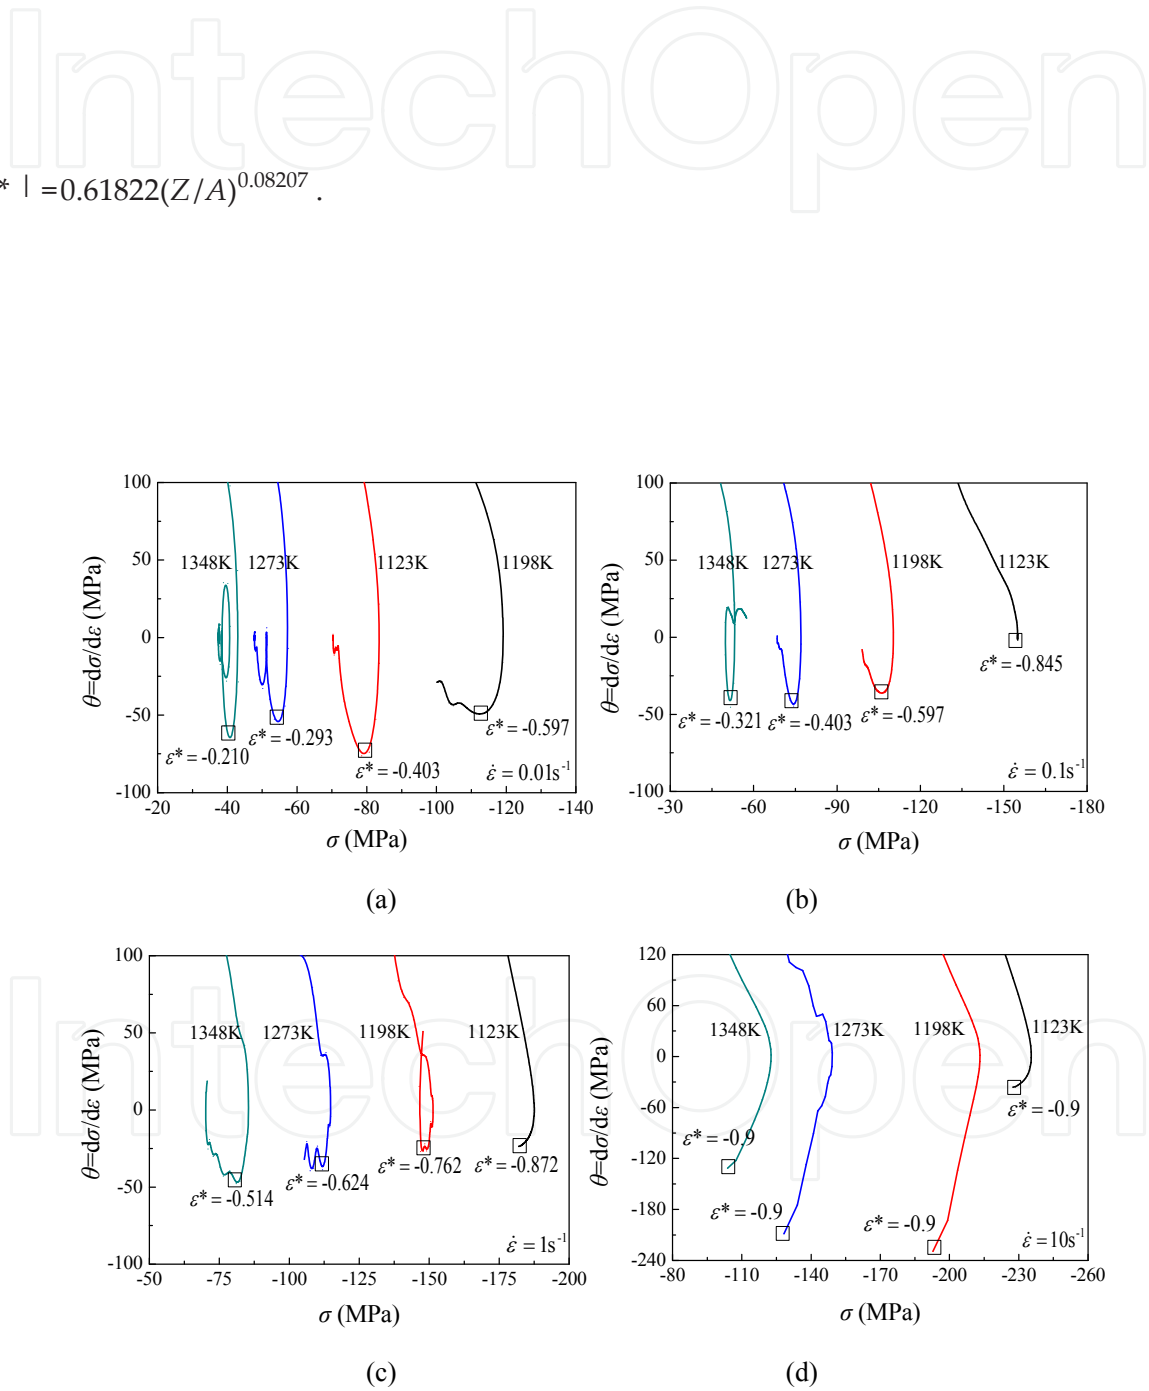 IntechOpen
* | =0.61822(Z/A)^0.08207 .
100
50
0
-50
-100
θ=dσ/dε (MPa)
1348K 1273K 1123K 1198K
ε* = -0.210
ε* = -0.293
ε* = -0.403
ε* = -0.597
ε̇ = 0.01s⁻¹
-20 -40 -60 -80 -100 -120 -140
σ (MPa)
(a)
100
50
0
-50
-100
θ=dσ/dε (MPa)
1348K 1273K 1198K 1123K
ε* = -0.321
ε* = -0.403
ε* = -0.597
ε* = -0.845
ε̇ = 0.1s⁻¹
-30 -60 -90 -120 -150 -180
σ (MPa)
(b)
IntechOpen
100
50
0
-50
-100
θ=dσ/dε (MPa)
1348K 1273K 1198K 1123K
ε* = -0.514
ε* = -0.624
ε* = -0.762
ε* = -0.872
ε̇ = 1s⁻¹
-50 -75 -100 -125 -150 -175 -200
σ (MPa)
(c)
120
60
0
-60
-120
-180
-240
θ=dσ/dε (MPa)
1348K 1273K 1198K 1123K
ε* = -0.9
ε* = -0.9
ε* = -0.9
ε* = -0.9
ε̇ = 10s⁻¹
-80 -110 -140 -170 -200 -230 -260
σ (MPa)
(d)